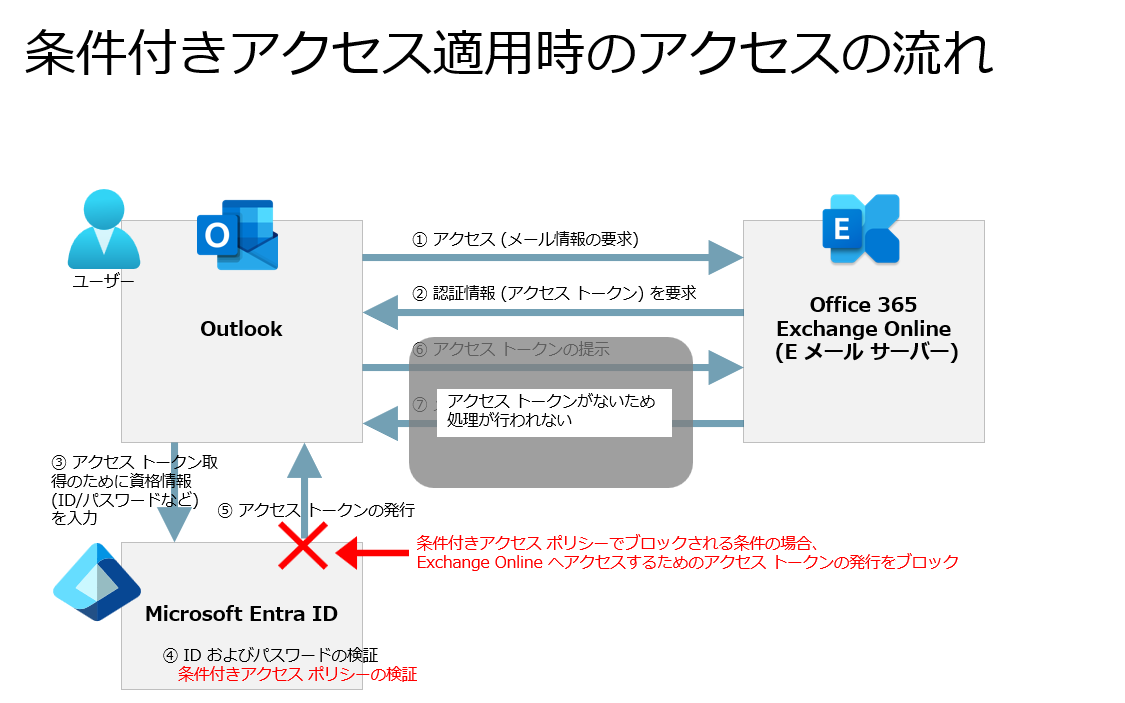 条件付きアクセス適用時のアクセスの流れ
ユーザー
O
Outlook
① アクセス (メール情報の要求)
② 認証情報 (アクセス トークン) を要求
⑥ アクセス トークンの提示
⑦
アクセス トークンがないため
処理が行われない
E
Office 365
Exchange Online
(E メール サーバー)
③ アクセス トークン取
得のために資格情報
(ID/パスワードなど)
を入力
⑤ アクセス トークンの発行
条件付きアクセス ポリシーでブロックされる条件の場合、
Exchange Online へアクセスするためのアクセス トークンの発行をブロック
Microsoft Entra ID
④ ID およびパスワードの検証
条件付きアクセス ポリシーの検証